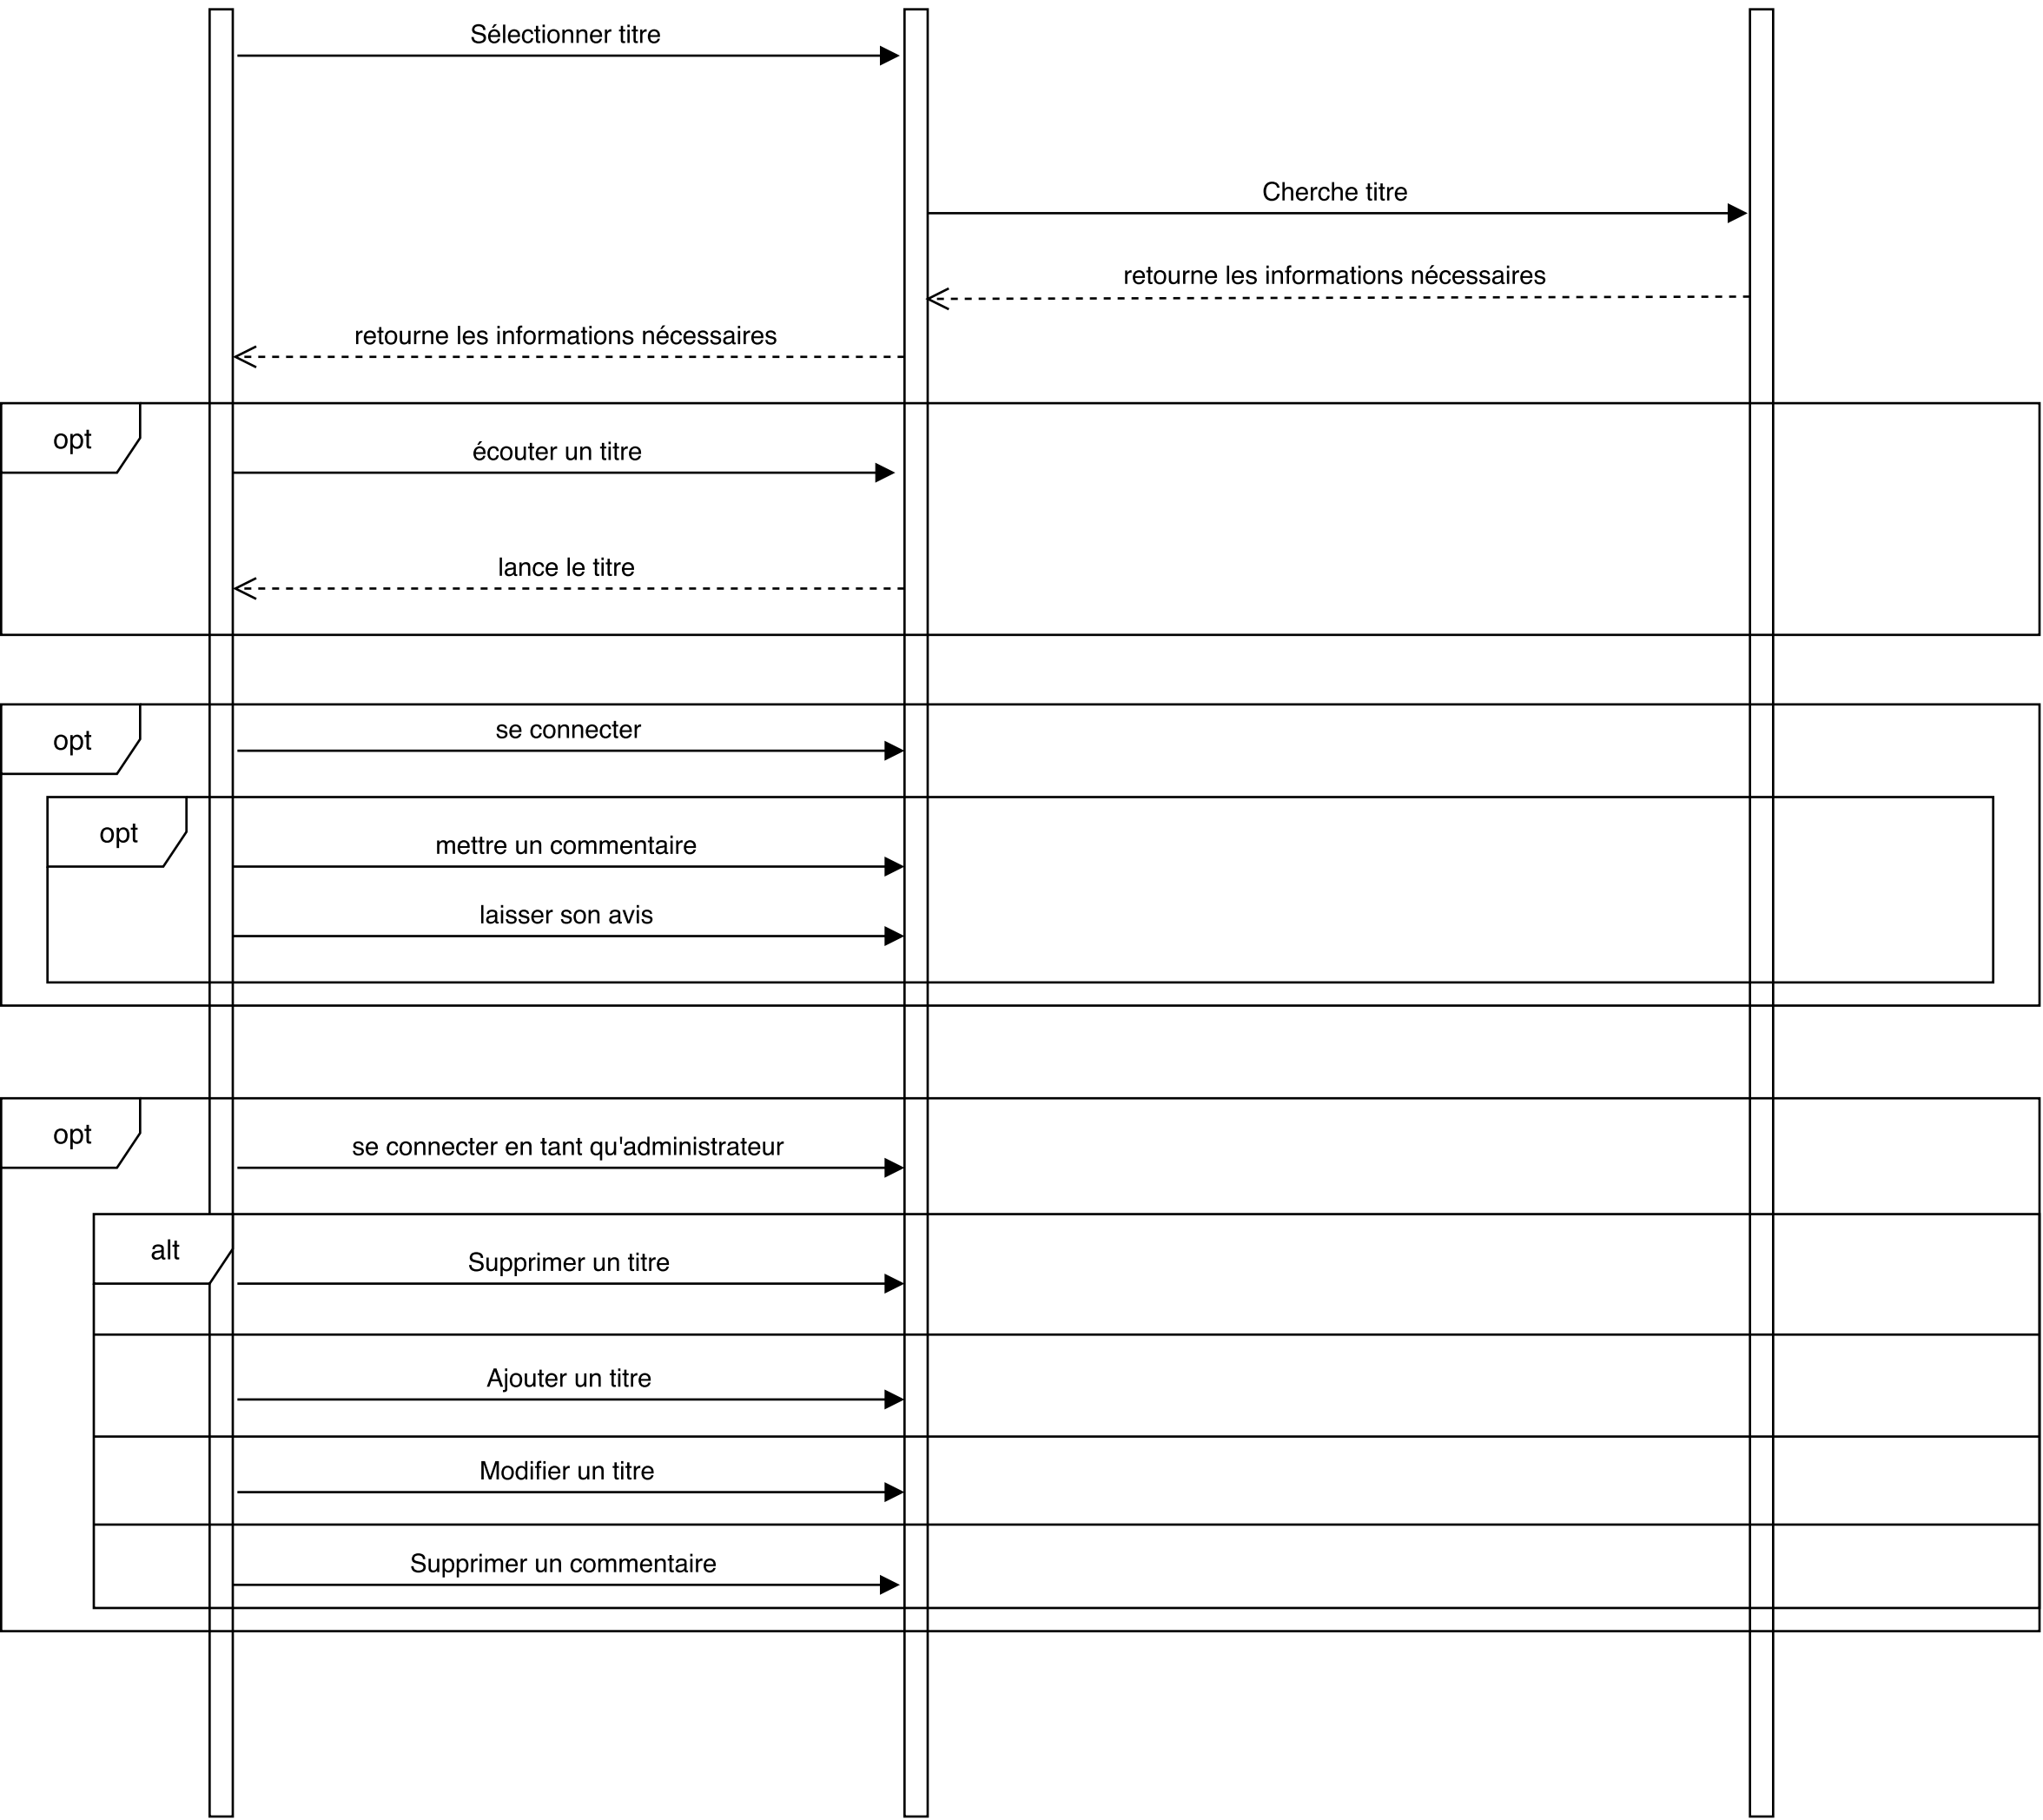 Sélectionner titre
Cherche titre
retourne les informations nécessaires
retourne les informations nécessaires
opt
écouter un titre
lance le titre
opt
se connecter
opt
mettre un commentaire
laisser son avis
opt
se connecter en tant qu'administrateur
alt
Supprimer un titre
Ajouter un titre
Modifier un titre
Supprimer un commentaire